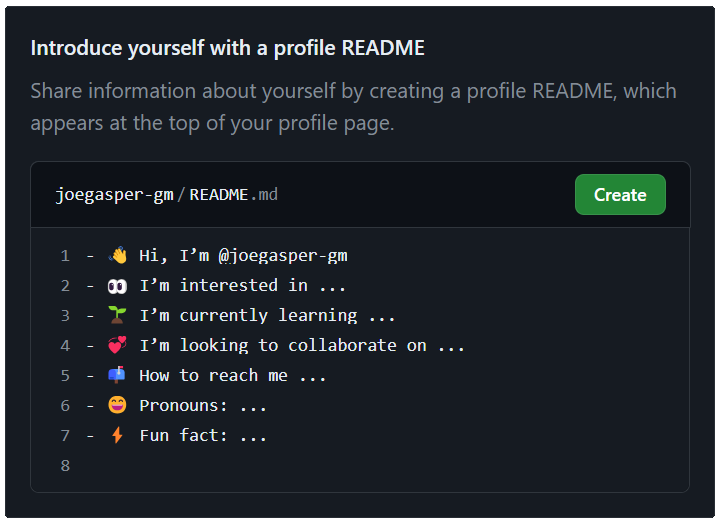 Introduce yourself with a profile README
Share information about yourself by creating a profile README, which
appears at the top of your profile page.
joegasper-gm / README.md
Create
1 - 👋 Hi, I’m @joegasper-gm
2 - 👀 I’m interested in ...
3 - 🌱 I’m currently learning ...
4 - 💞️ I’m looking to collaborate on ...
5 - 📫 How to reach me ...
6 - 😄 Pronouns: ...
7 - ⚡ Fun fact: ...
8